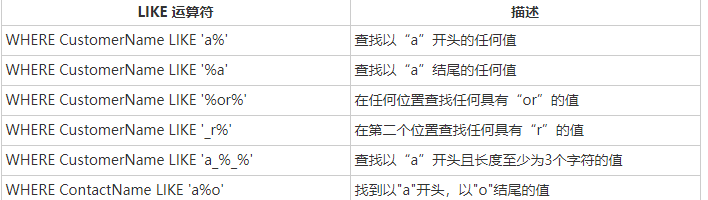 LIKE 运算符 描述
WHERE CustomerName LIKE 'a%' 查找以“a”开头的任何值
WHERE CustomerName LIKE '%a' 查找以“a”结尾的任何值
WHERE CustomerName LIKE '%or%' 在任何位置查找任何具有“or”的值
WHERE CustomerName LIKE '_r%' 在第二个位置查找任何具有“r”的值
WHERE CustomerName LIKE 'a_%_%' 查找以“a”开头且长度至少为3个字符的值
WHERE ContactName LIKE 'a%o' 找到以"a"开头，以"o"结尾的值